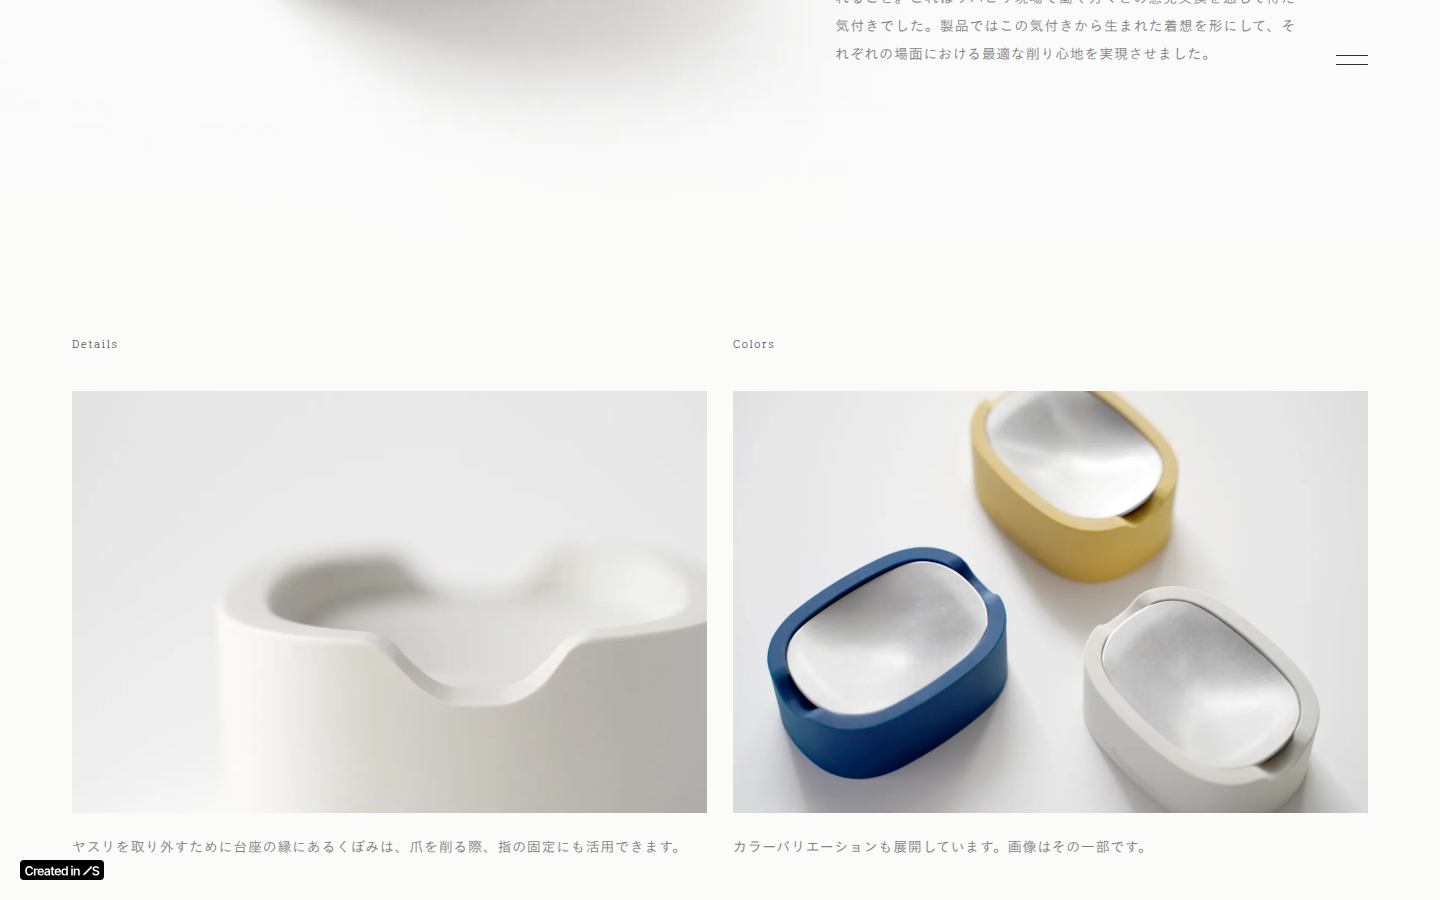 気付きでした。製品ではこの気付きから生まれた着想を形にして、そ
れぞれの場面における最適な削り心地を実現させました。
Details
Colors
ヤスリを取り外すために台座の縁にあるくぼみは、爪を削る際、指の固定にも活用できます。
カラーバリエーションも展開しています。画像はその一部です。
Created in /S